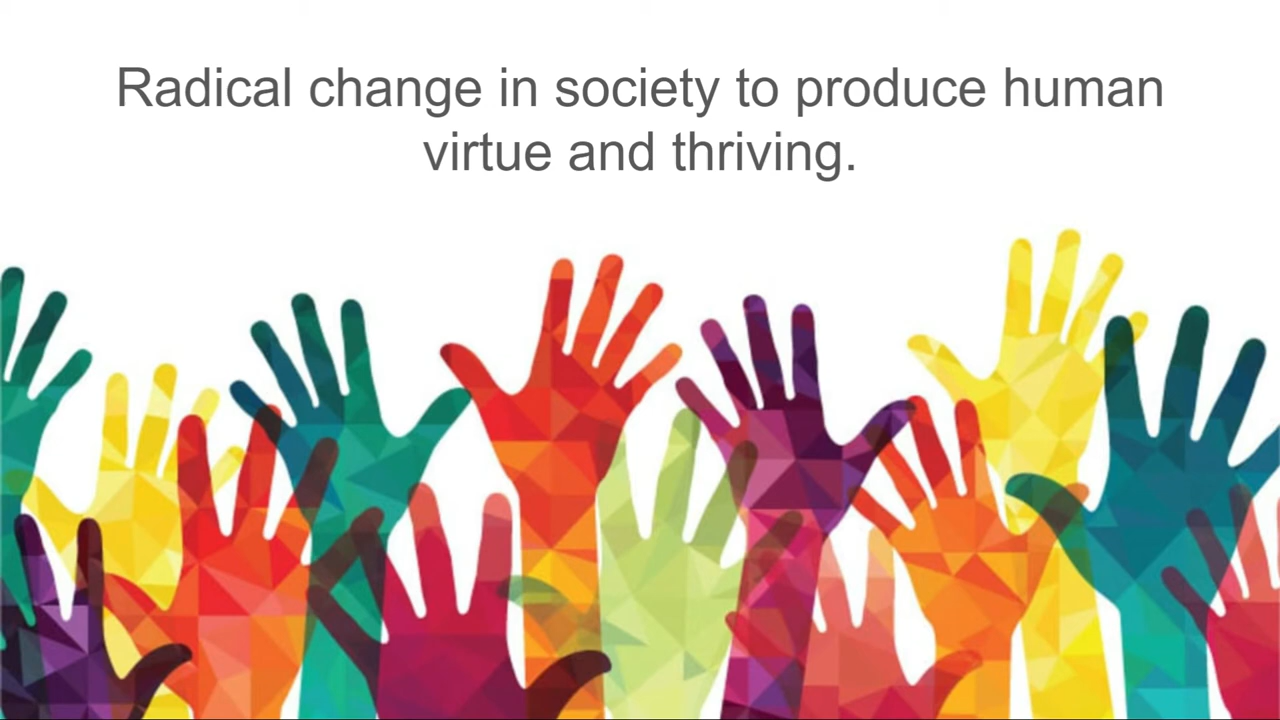 Radical change in society to produce human
virtue and thriving.